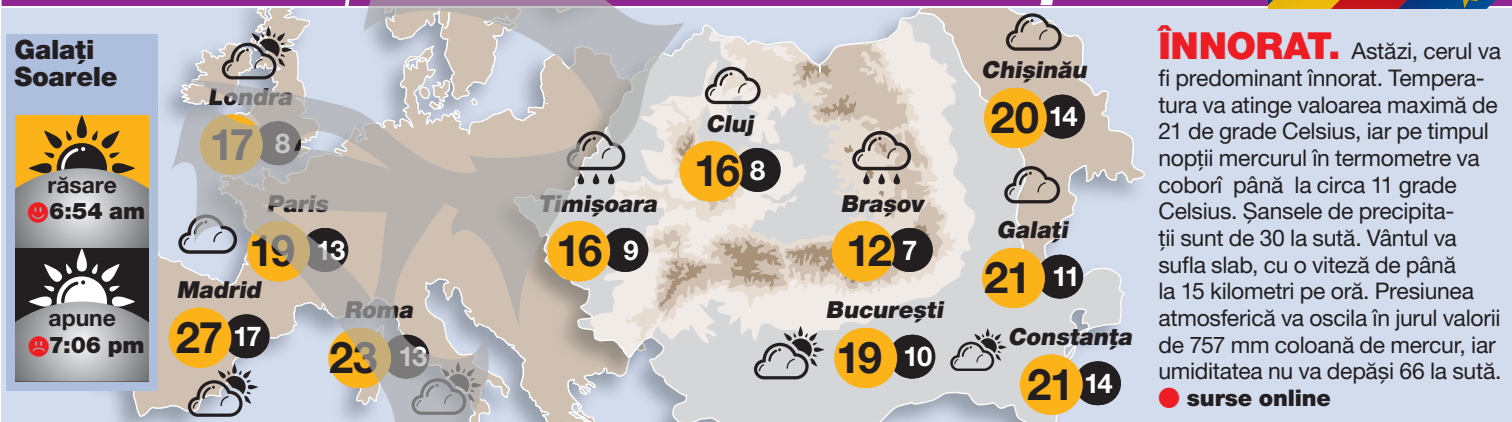 Galați
Soarele
răsare
6:54 am
apune
7:06 pm
Londra
17 8
Paris
19 13
Madrid
27 17
Roma
23 13
Timișoara
16 9
Cluj
16 8
Brașov
12 7
București
19 10
Chișinău
20 14
Galați
21 11
Constanța
21 14
ÎNNORAT. Astăzi, cerul va
fi predominant înnorat. Tempera-
tura va atinge valoarea maximă de
21 de grade Celsius, iar pe timpul
nopții mercurul în termometre va
coborî până la circa 11 grade
Celsius. Șansele de precipita-
ții sunt de 30 la sută. Vântul va
sufla slab, cu o viteză de până
la 15 kilometri pe oră. Presiunea
atmosferică va oscila în jurul valorii
de 757 mm coloană de mercur, iar
umiditatea nu va depăși 66 la sută.
surse online